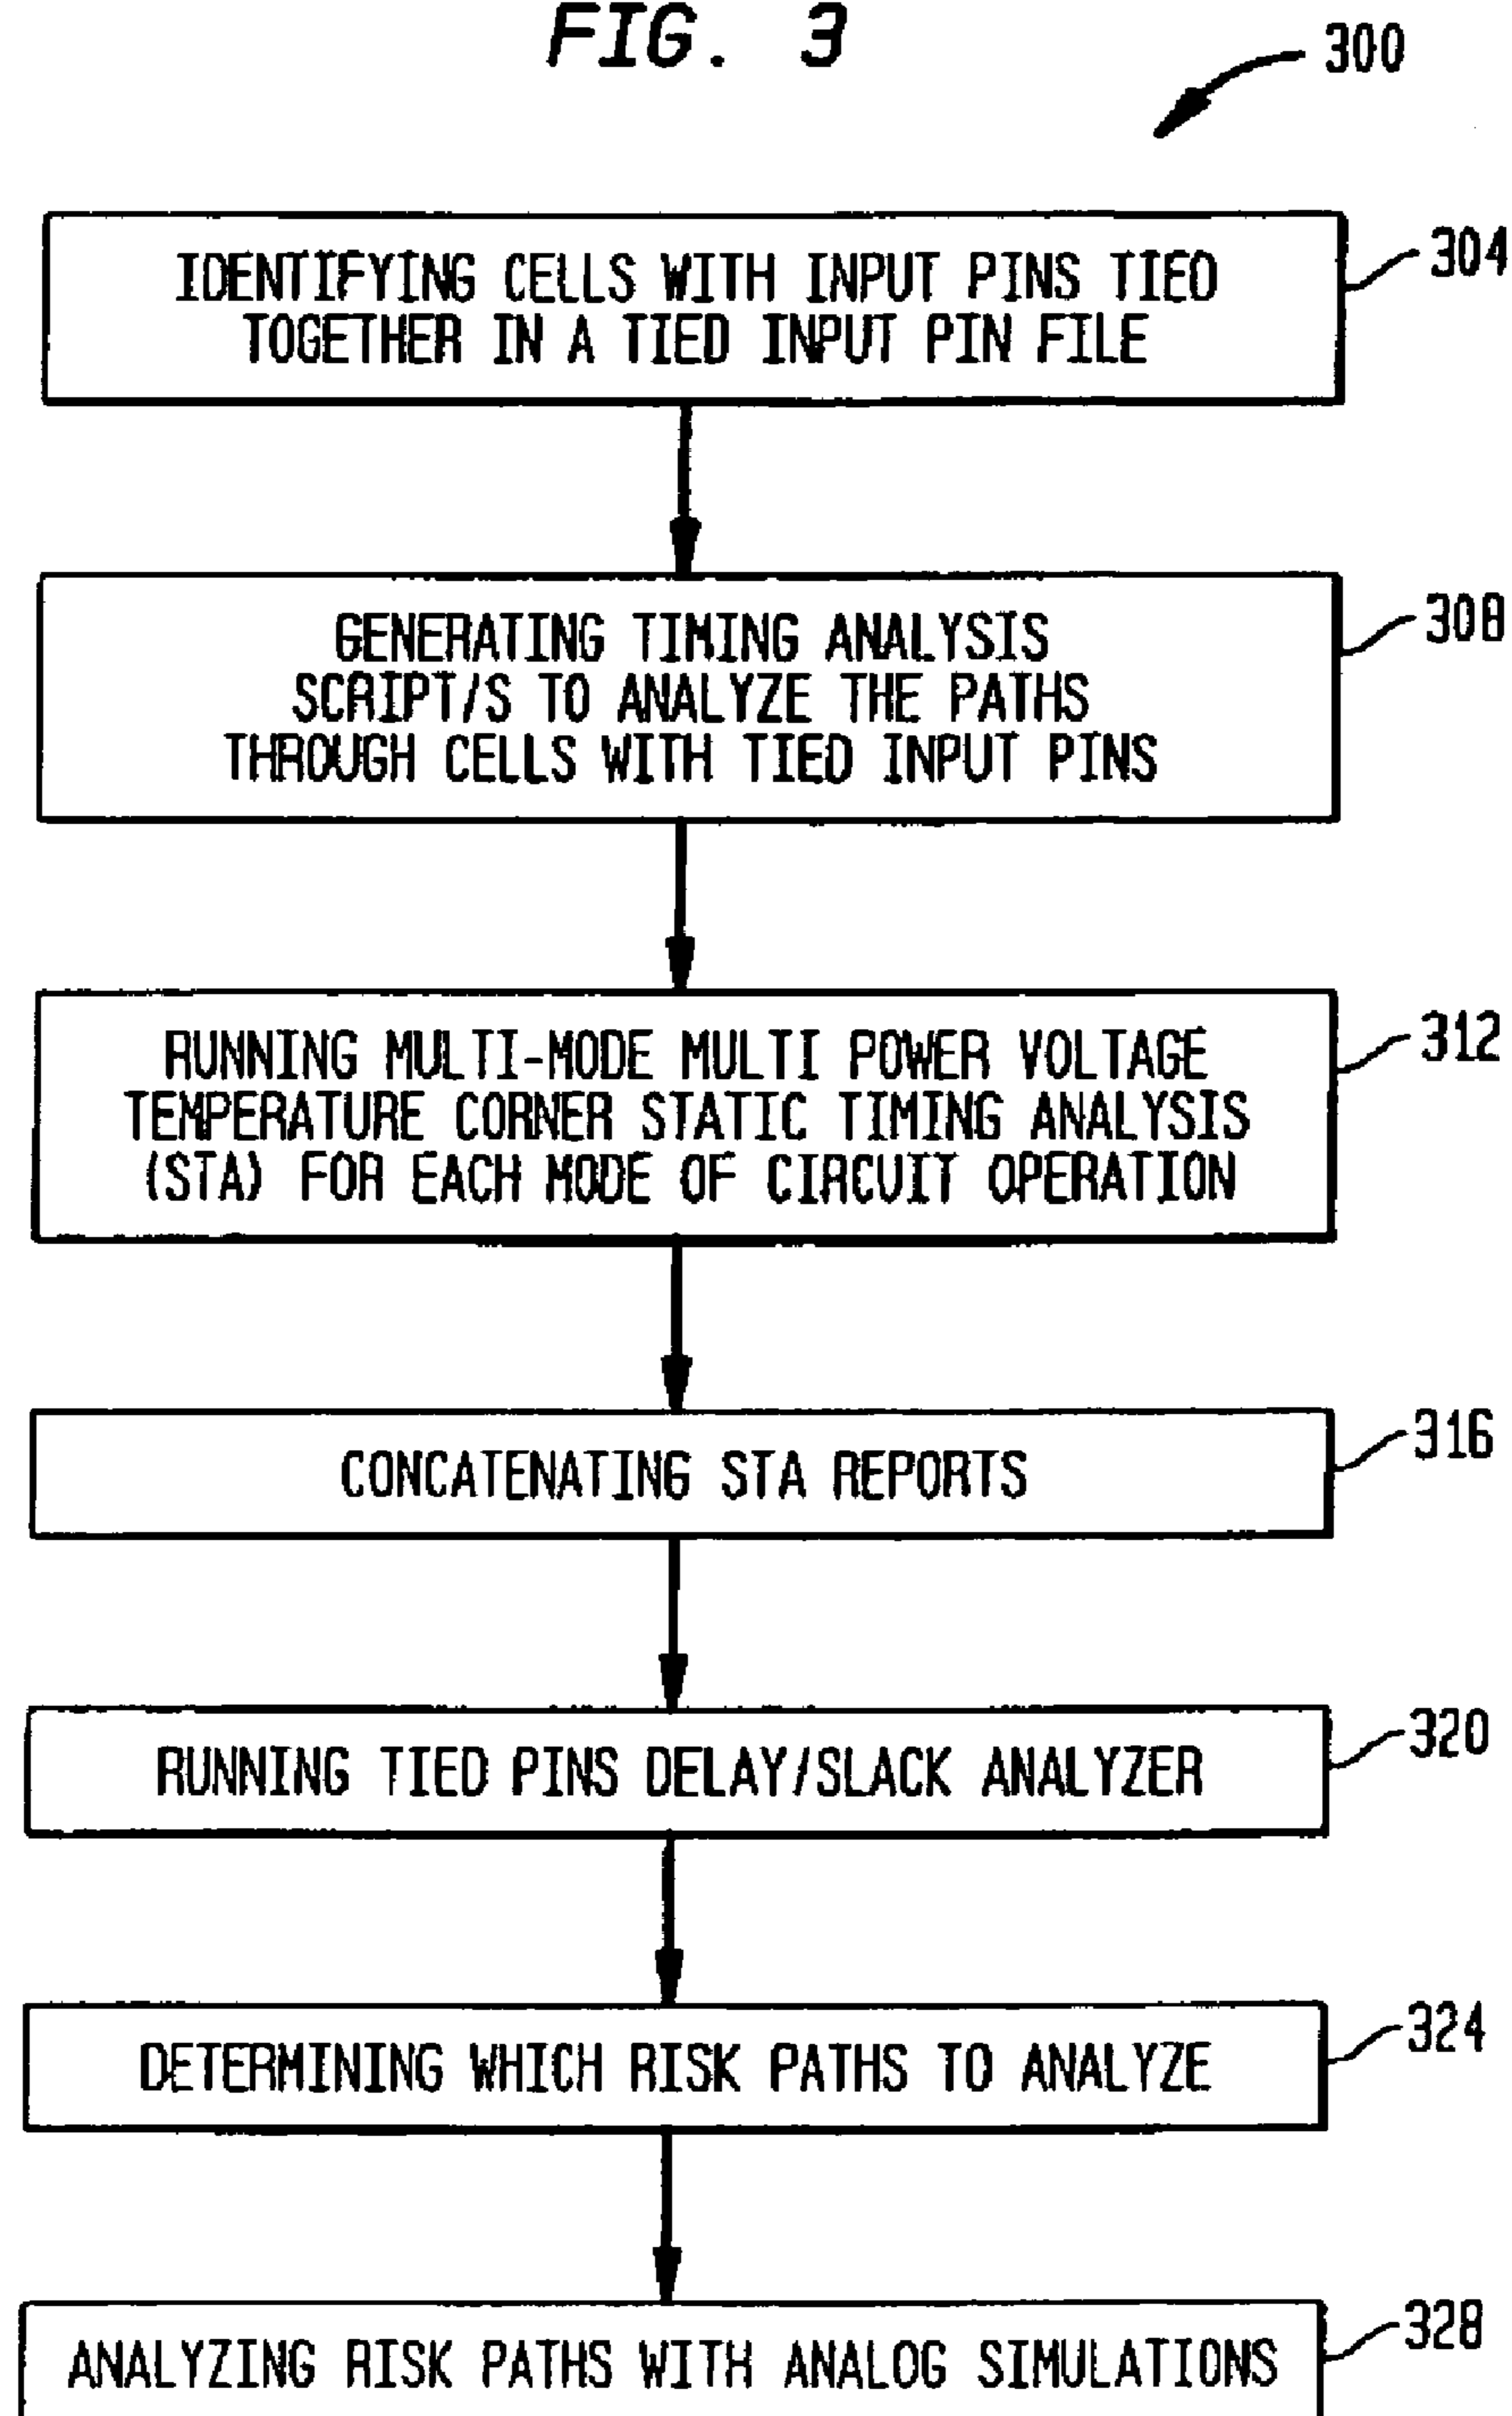 FIG. 3
300
IDENTIFYING CELLS WITH INPUT PINS TIED
TOGETHER IN A TIED INPUT PIN FILE
304
GENERATING TIMING ANALYSIS
SCRIPT/S TO ANALYZE THE PATHS
THROUGH CELLS WITH TIED INPUT PINS
308
RUNNING MULTI-MODE MULTI POWER VOLTAGE
TEMPERATURE CORNER STATIC TIMING ANALYSIS
(STA) FOR EACH MODE OF CIRCUIT OPERATION
312
CONCATENATING STA REPORTS
316
RUNNING TIED PINS DELAY/SLACK ANALYZER
320
DETERMINING WHICH RISK PATHS TO ANALYZE
324
ANALYZING RISK PATHS WITH ANALOG SIMULATIONS
328